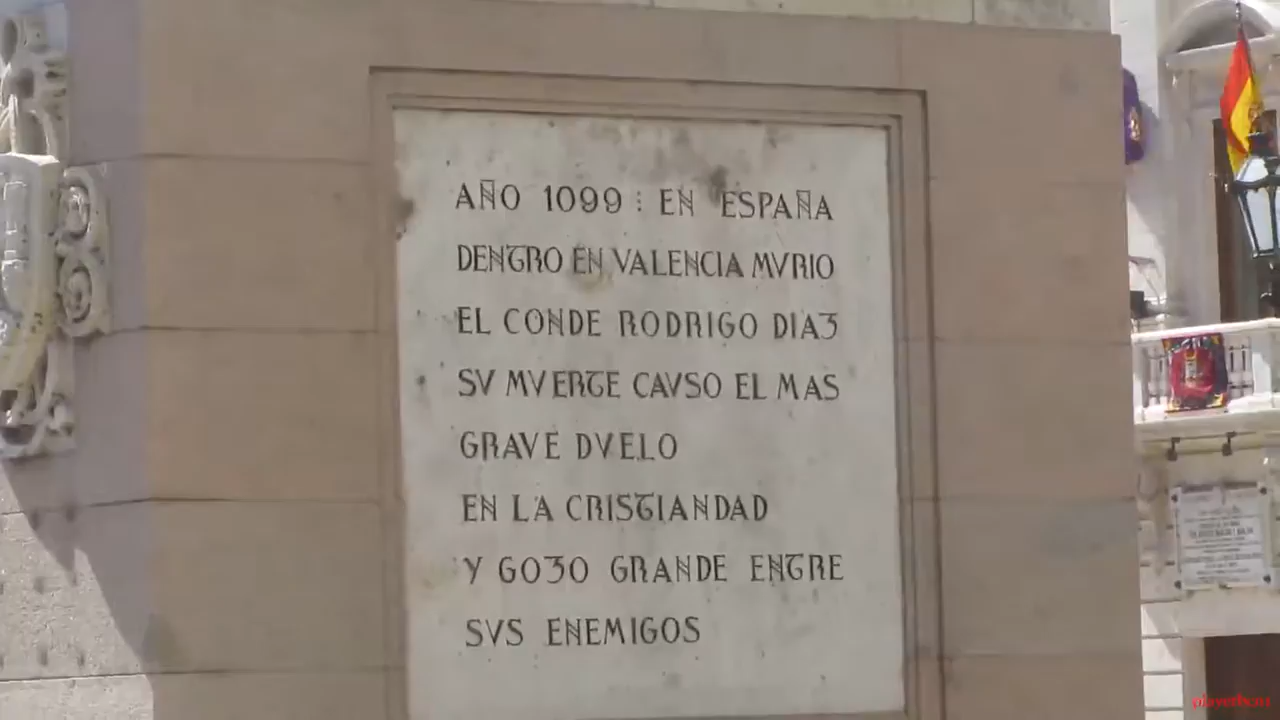 AÑO 1099 : EN ESPAÑA
DENTRO EN VALENCIA MVRIO
EL CONDE RODRIGO DIAZ
SV MVERTE CAVSO EL MAS
GRAVE DVELO
EN LA CRISTIANDAD
Y GOZO GRANDE ENTRE
SVS ENEMIGOS